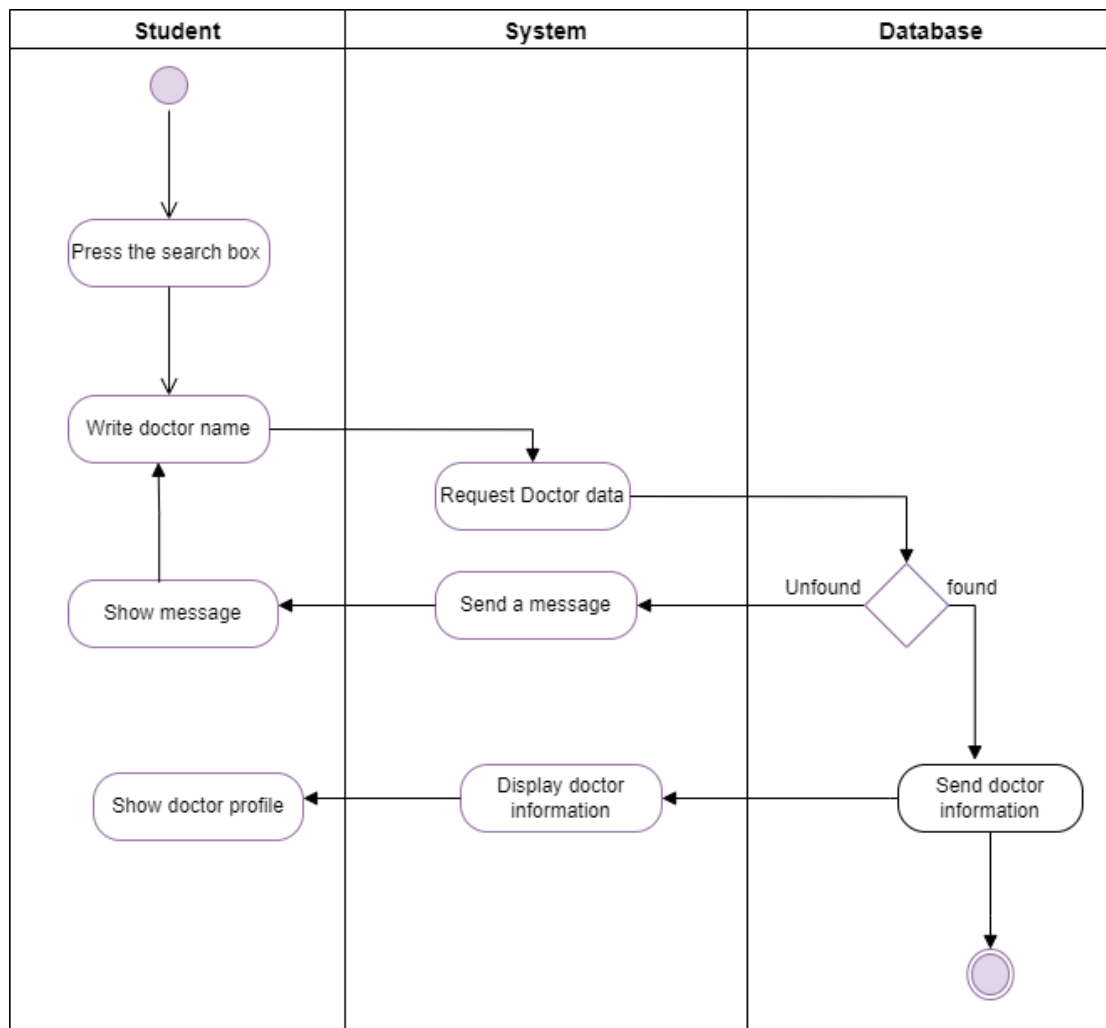 Student
System
Database
Press the search box
Write doctor name
Request Doctor data
Unfound
found
Send a message
Show message
Display doctor
information
Send doctor
information
Show doctor profile